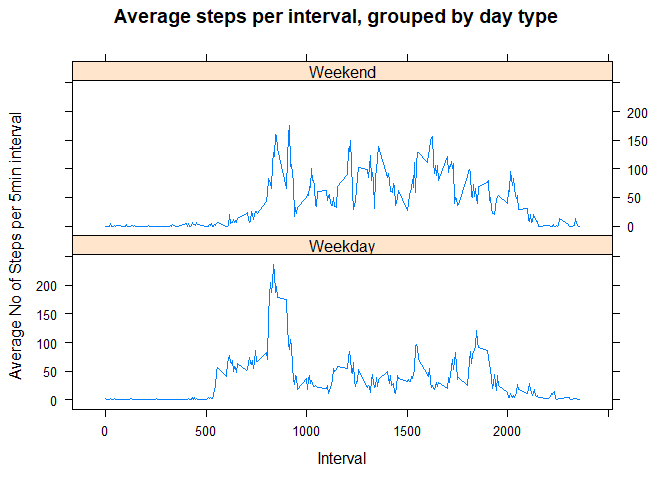 Average steps per interval, grouped by day type
Weekend
200
150
100
50
0
Average No of Steps per 5min interval
Weekday
200
150
100
50
0
0 500 1000 1500 2000
Interval